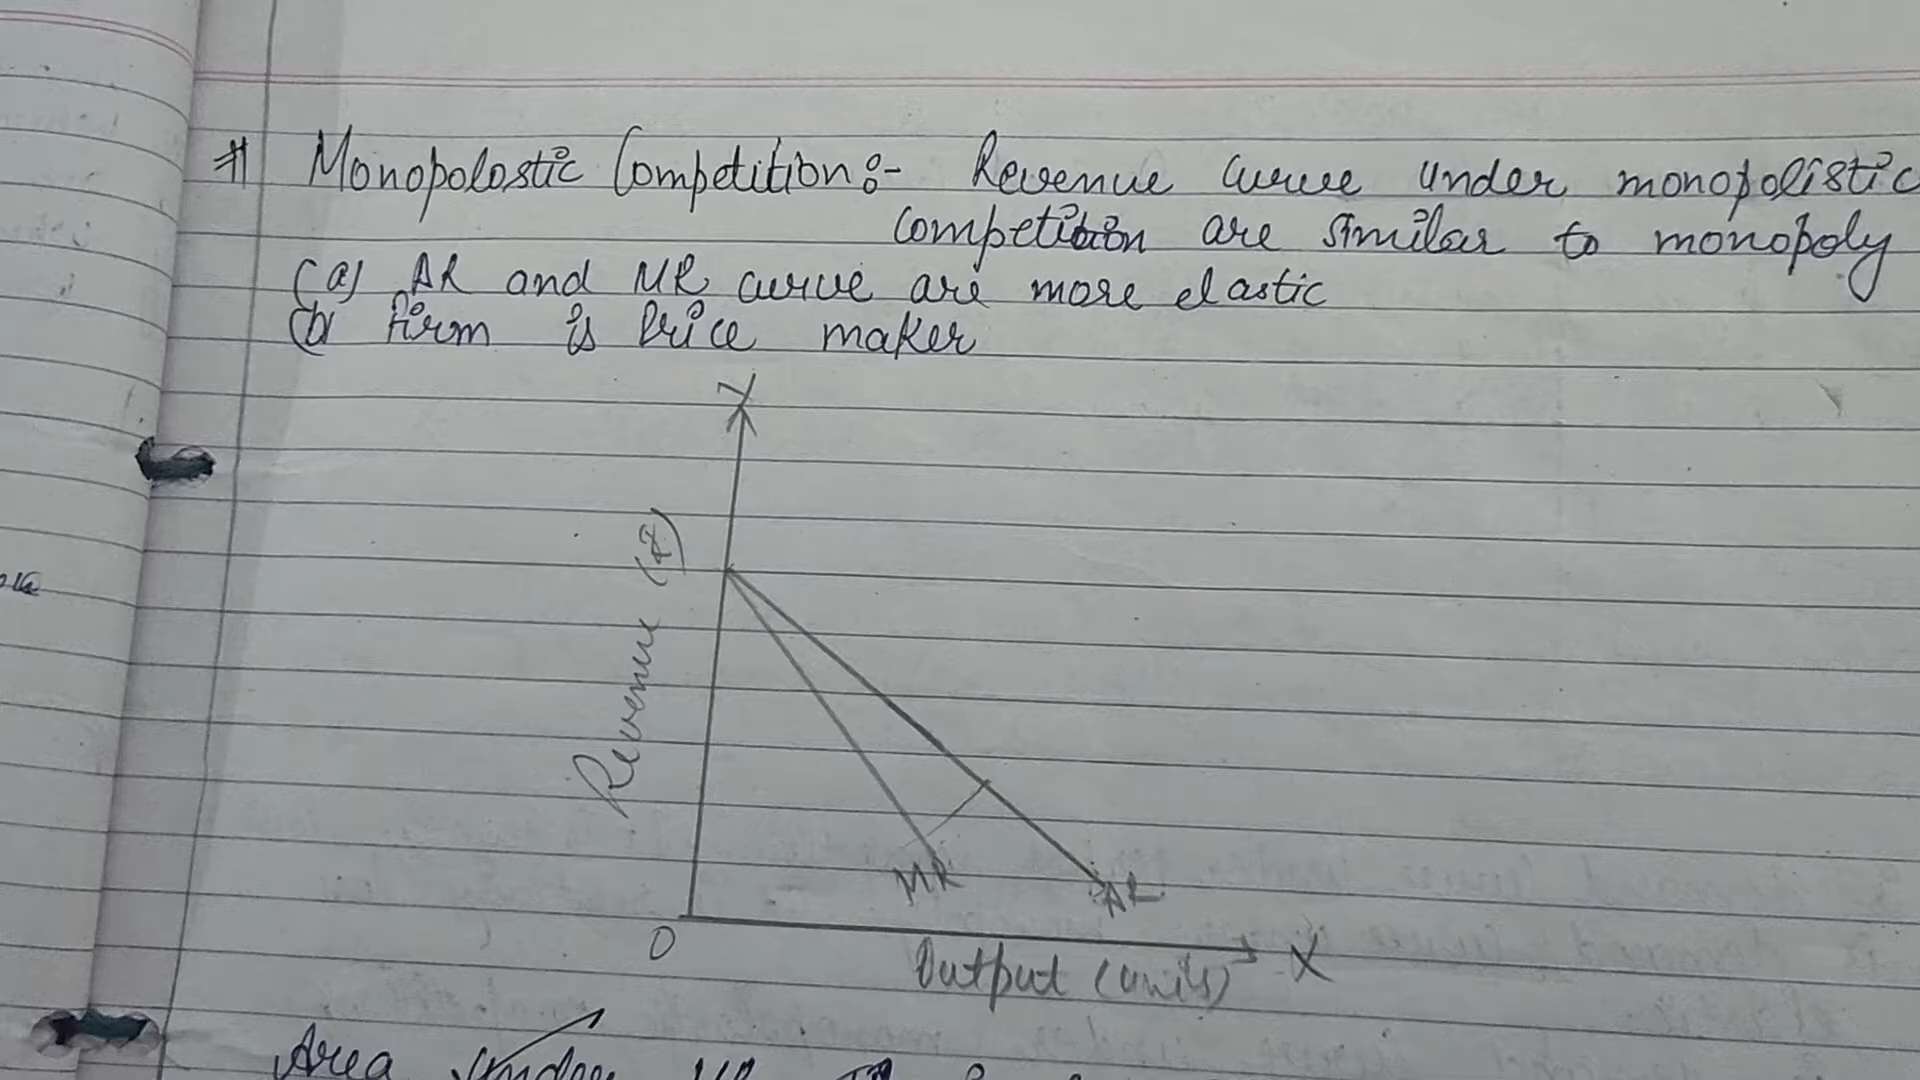 # Monopolostic Competition:- Revenue curve under monopolistic
competition are similar to monopoly
(a) AR and MR curve are more elastic
(b) firm is Price maker
Y
Revenue (₹)
MR
AR
O
Output (units)
X
Area Under